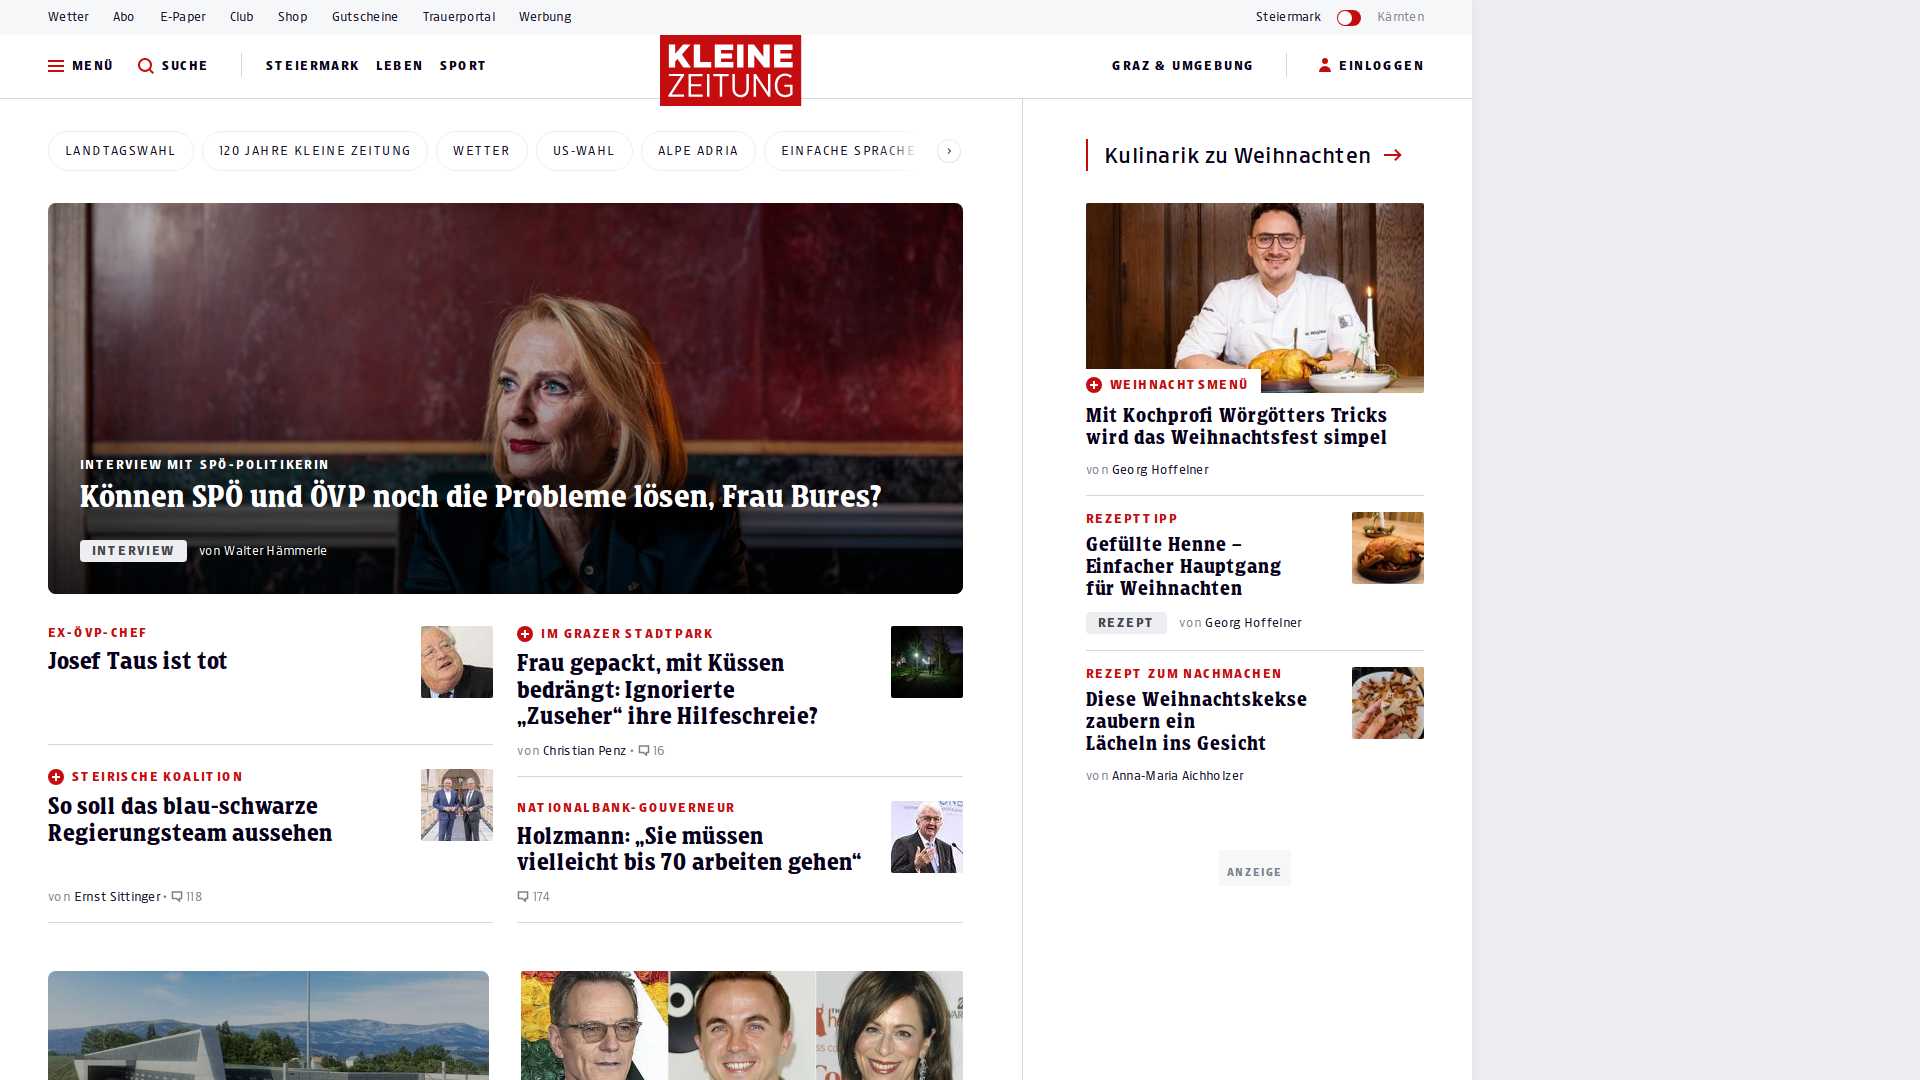 Wetter Abo E-Paper Club Shop Gutscheine Trauerportal Werbung Steiermark Kärnten
MENÜ SUCHE STEIERMARK LEBEN SPORT KLEINE ZEITUNG GRAZ & UMGEBUNG EINLOGGEN
LANDTAGSWAHL 120 JAHRE KLEINE ZEITUNG WETTER US-WAHL ALPE ADRIA EINFACHE SPRACHE
INTERVIEW MIT SPÖ-POLITIKERIN
Können SPÖ und ÖVP noch die Probleme lösen, Frau Bures?
INTERVIEW von Walter Hämmerle
EX-ÖVP-CHEF
Josef Taus ist tot
IM GRAZER STADTPARK
Frau gepackt, mit Küssen
bedrängt: Ignorierte
„Zuseher“ ihre Hilfeschreie?
von Christian Penz • 16
STEIRISCHE KOALITION
So soll das blau-schwarze
Regierungsteam aussehen
von Ernst Sittinger • 118
NATIONALBANK-GOUVERNEUR
Holzmann: „Sie müssen
vielleicht bis 70 arbeiten gehen“
174
Kulinarik zu Weihnachten
WEIHNACHTSMENÜ
Mit Kochprofi Wörgötters Tricks
wird das Weihnachtsfest simpel
von Georg Hoffelner
REZEPTTIPP
Gefüllte Henne –
Einfacher Hauptgang
für Weihnachten
REZEPT von Georg Hoffelner
REZEPT ZUM NACHMACHEN
Diese Weihnachtskekse
zaubern ein
Lächeln ins Gesicht
von Anna-Maria Aichholzer
ANZEIGE